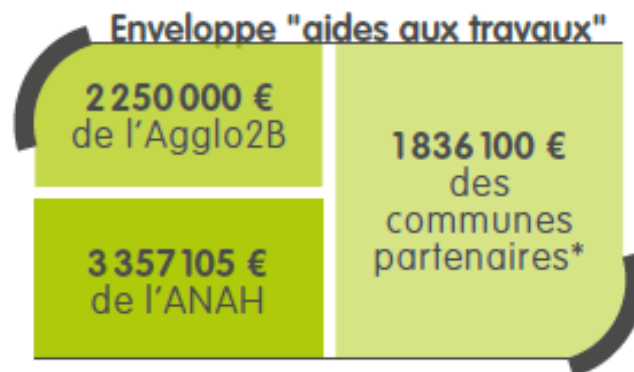 Enveloppe "aides aux travaux"
2 250 000 €
de l'Agglo2B
3 357 105 €
de l'ANAH
1 836 100 €
des
communes
partenaires*